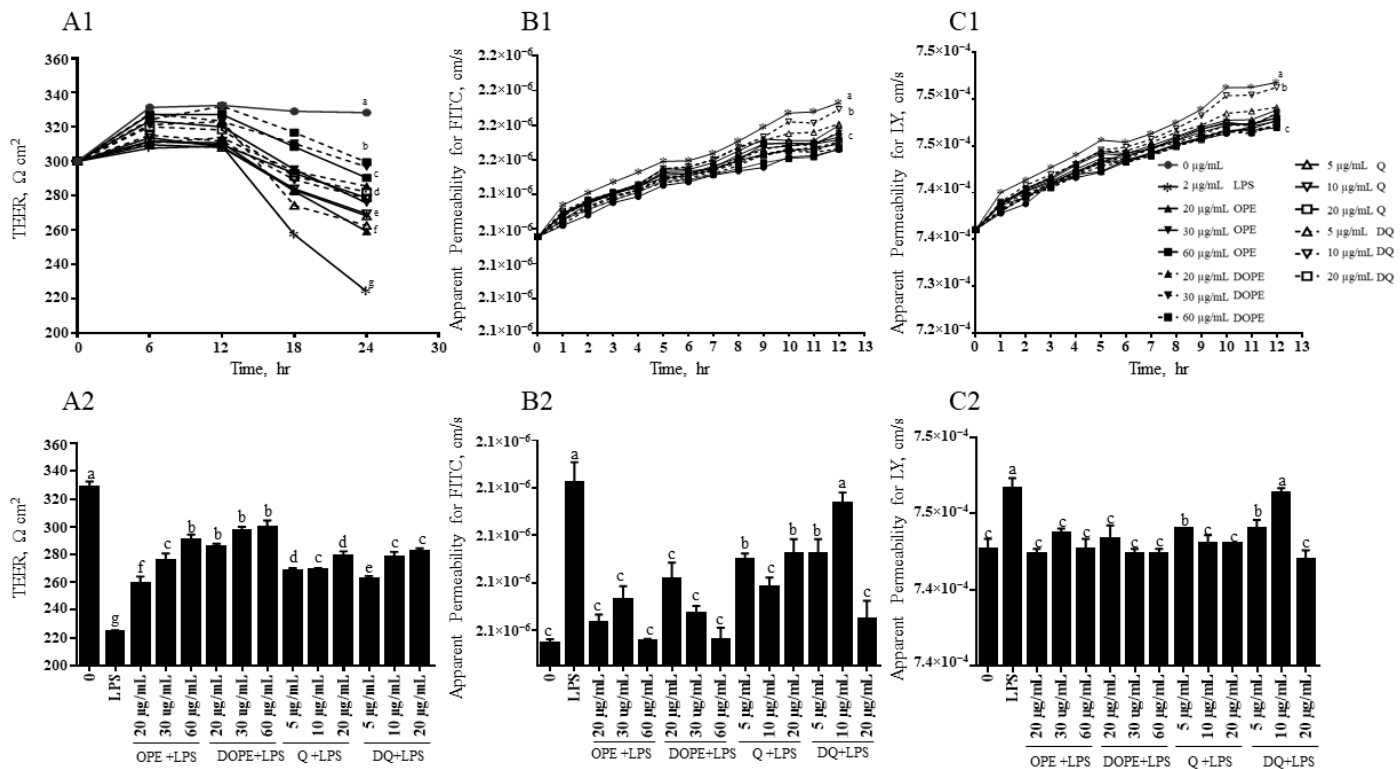 A1
B1
C1
TEER, Ω cm²
360
340
320
300
280
260
240
220
200
0
6
12
18
24
30
Time, hr
a
b
c
d
e
f
g
Apparent Permeability for FITC, cm/s
2.2×10⁻⁶
2.2×10⁻⁶
2.2×10⁻⁶
2.2×10⁻⁶
2.1×10⁻⁶
2.1×10⁻⁶
2.1×10⁻⁶
2.1×10⁻⁶
2.1×10⁻⁶
0 1 2 3 4 5 6 7 8 9 10 11 12 13
Time, hr
a
b
c
Apparent Permeability for LY, cm/s
7.5×10⁻⁴
7.5×10⁻⁴
7.5×10⁻⁴
7.4×10⁻⁴
7.4×10⁻⁴
7.3×10⁻⁴
7.2×10⁻⁴
0 1 2 3 4 5 6 7 8 9 10 11 12 13
Time, hr
a
b
c
0 µg/mL
2 µg/mL LPS
20 µg/mL OPE
30 µg/mL OPE
60 µg/mL OPE
20 µg/mL DOPE
30 µg/mL DOPE
60 µg/mL DOPE
5 µg/mL Q
10 µg/mL Q
20 µg/mL Q
5 µg/mL DQ
10 µg/mL DQ
20 µg/mL DQ
A2
B2
C2
TEER, Ω cm²
360
340
320
300
280
260
240
220
200
a
g
f
c
b
b
b
b
d
d
d
e
c
c
0
LPS
20 µg/mL
30 µg/mL
60 µg/mL
20 µg/mL
30 µg/mL
60 µg/mL
5 µg/mL
10 µg/mL
20 µg/mL
5 µg/mL
10 µg/mL
20 µg/mL
OPE +LPS
DOPE+LPS
Q +LPS
DQ+LPS
Apparent Permeability for FITC, cm/s
2.1×10⁻⁶
2.1×10⁻⁶
2.1×10⁻⁶
2.1×10⁻⁶
2.1×10⁻⁶
c
a
c
c
c
c
c
c
b
b
b
b
a
c
0
LPS
20 µg/mL
30 ug/mL
60 µg/mL
20 µg/mL
30 µg/mL
60 µg/mL
5 µg/mL
10 µg/mL
20 µg/mL
5 µg/mL
10 µg/mL
20 µg/mL
OPE +LPS
DOPE+LPS
Q +LPS
DQ+LPS
Apparent Permeability for LY, cm/s
7.5×10⁻⁴
7.5×10⁻⁴
7.4×10⁻⁴
7.4×10⁻⁴
c
a
c
c
c
c
c
c
b
c
c
b
a
c
0
LPS
20 µg/mL
30 µg/mL
60 µg/mL
20 µg/mL
30 µg/mL
60 µg/mL
5 µg/mL
10 µg/mL
20 µg/mL
5 µg/mL
10 µg/mL
20 µg/mL
OPE +LPS
DOPE+LPS
Q +LPS
DQ+LPS